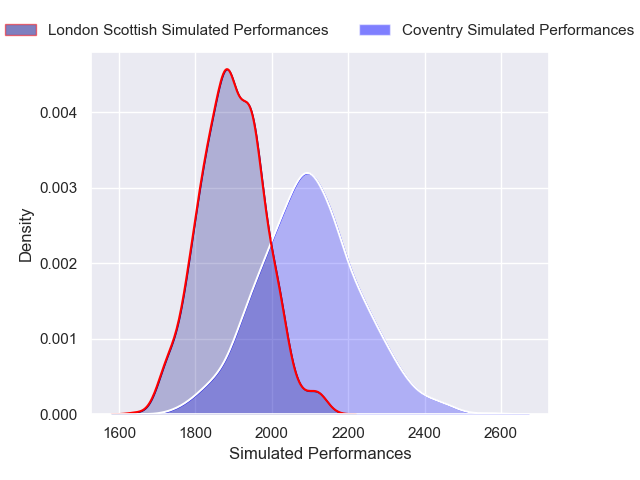 London Scottish Simulated Performances
Coventry Simulated Performances
0.004
0.003
0.002
0.001
0.000
Density
1600 1800 2000 2200 2400 2600
Simulated Performances